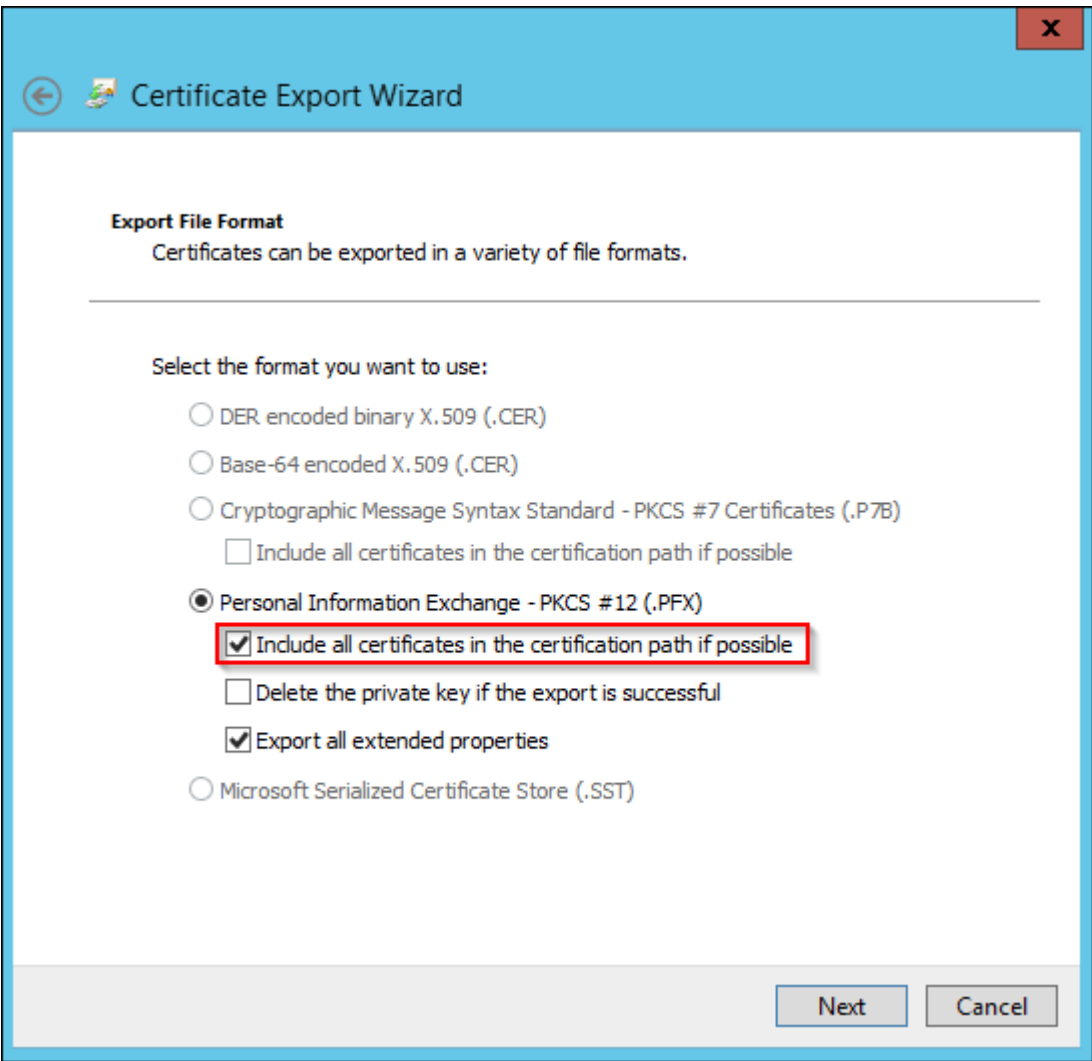 x
Certificate Export Wizard
Export File Format
Certificates can be exported in a variety of file formats.
Select the format you want to use:
DER encoded binary X.509 (.CER)
Base-64 encoded X.509 (.CER)
Cryptographic Message Syntax Standard - PKCS #7 Certificates (.P7B)
Include all certificates in the certification path if possible
Personal Information Exchange - PKCS #12 (.PFX)
Include all certificates in the certification path if possible
Delete the private key if the export is successful
Export all extended properties
Microsoft Serialized Certificate Store (.SST)
Next Cancel